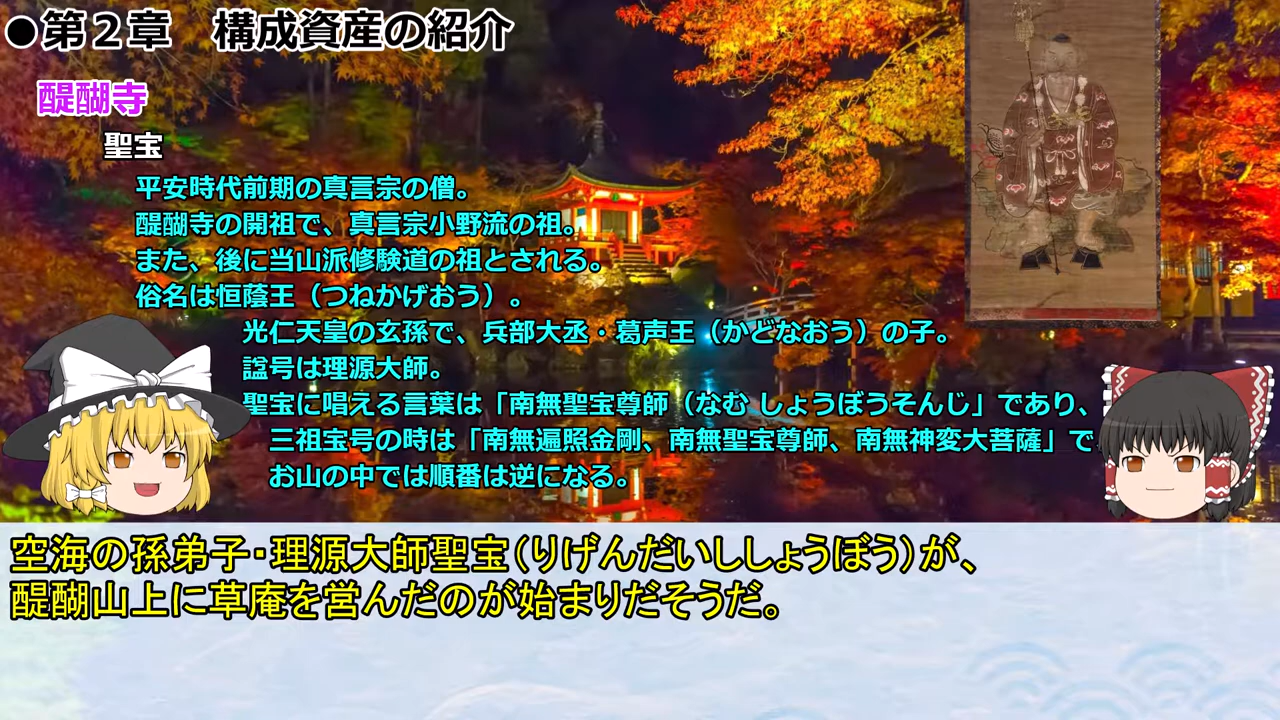 ●第２章　構成資産の紹介
醍醐寺
聖宝
平安時代前期の真言宗の僧。
醍醐寺の開祖で、真言宗小野流の祖。
また、後に当山派修験道の祖とされる。
俗名は恒蔭王（つねかげおう）。
光仁天皇の玄孫で、兵部大丞・葛声王（かどなおう）の子。
諡号は理源大師。
聖宝に唱える言葉は「南無聖宝尊師（なむ しょうぼうそんじ」であり、
三祖宝号の時は「南無遍照金剛、南無聖宝尊師、南無神変大菩薩」で
お山の中では順番は逆になる。
空海の孫弟子・理源大師聖宝（りげんだいししょうぼう）が、
醍醐山上に草庵を営んだのが始まりだそうだ。